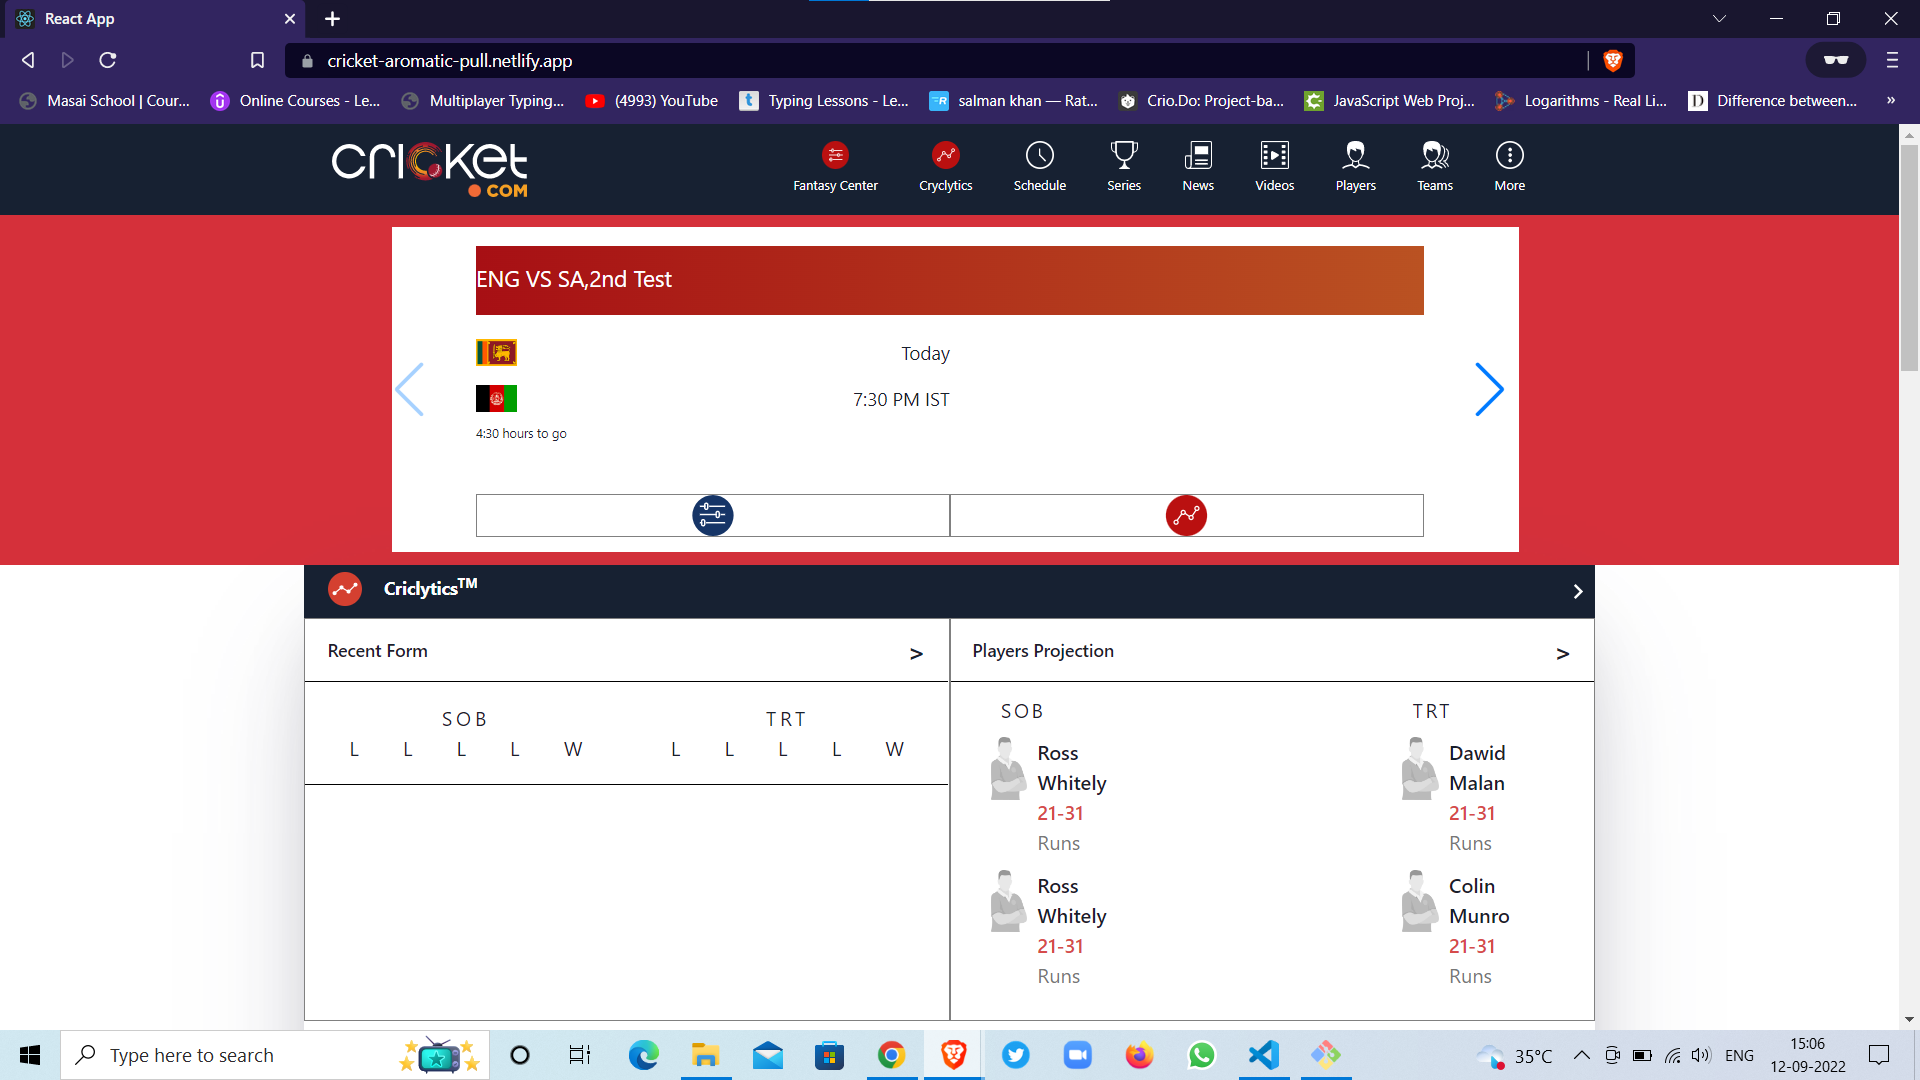 React App
cricket-aromatic-pull.netlify.app
Masai School | Cour...
Online Courses - Le...
Multiplayer Typing...
(4993) YouTube
Typing Lessons - Le...
salman khan — Rat...
Crio.Do: Project-ba...
JavaScript Web Proj...
Logarithms - Real Li...
Difference between...
»
cricket
.COM
Fantasy Center
Cryclytics
Schedule
Series
News
Videos
Players
Teams
More
ENG VS SA,2nd Test
Today
7:30 PM IST
4:30 hours to go
Criclytics™
Recent Form
>
SOB
TRT
L L L L W
L L L L W
Players Projection
>
SOB
TRT
Ross
Whitely
21-31
Runs
Dawid
Malan
21-31
Runs
Ross
Whitely
21-31
Runs
Colin
Munro
21-31
Runs
Type here to search
35°C
ENG
15:06
12-09-2022